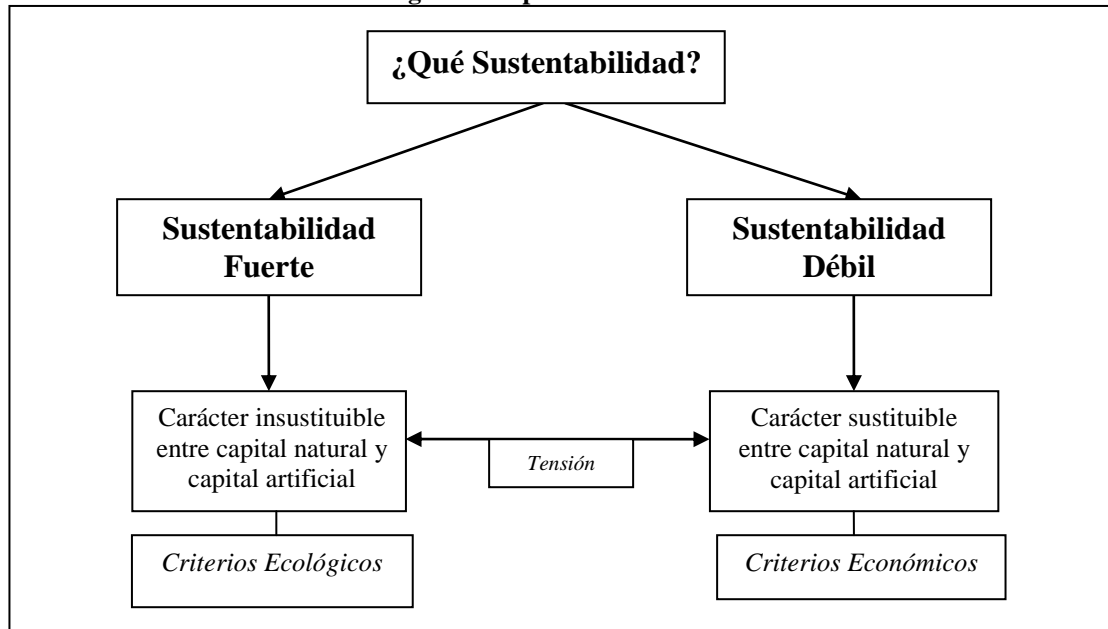 ¿Qué Sustentabilidad?
Sustentabilidad
Fuerte
Sustentabilidad
Débil
Carácter insustituible
entre capital natural y
capital artificial
Tensión
Carácter sustituible
entre capital natural y
capital artificial
Criterios Ecológicos
Criterios Económicos